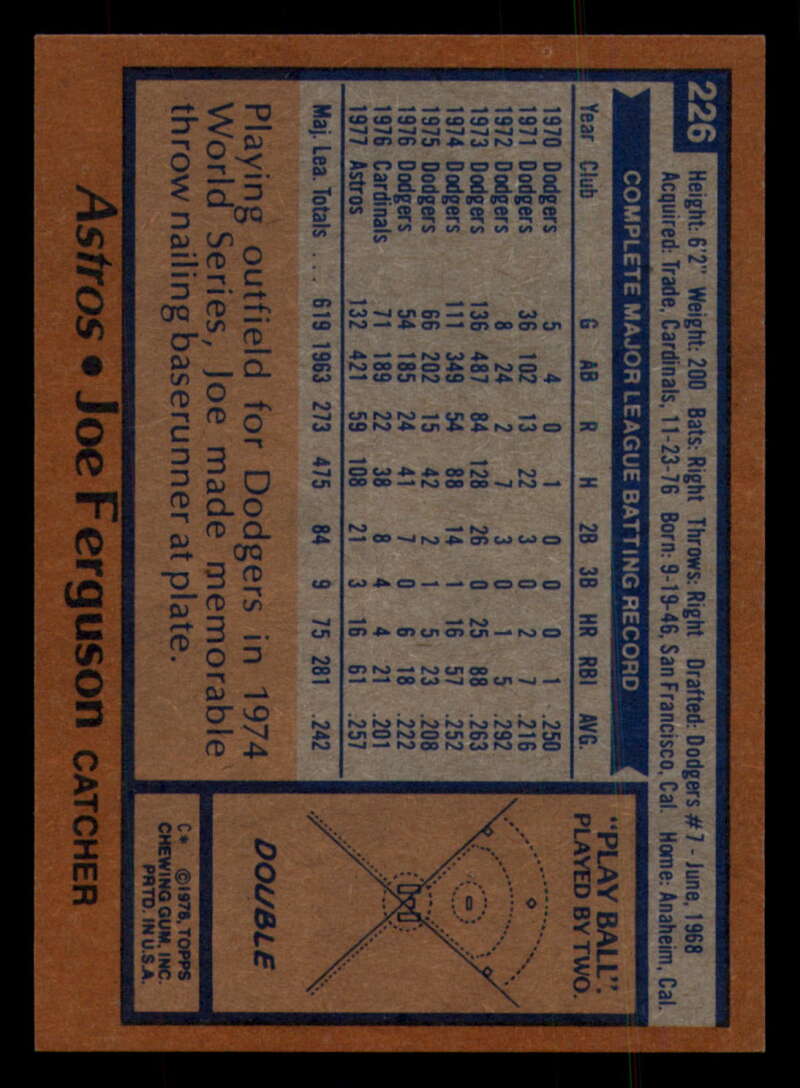 226
Height: 6'2" Weight: 200 Bats: Right Throws: Right Drafted: Dodgers #7 - June, 1968
Acquired: Trade, Cardinals, 11-23-76 Born: 9-19-46, San Francisco, Cal. Home: Anaheim, Cal.
COMPLETE MAJOR LEAGUE BATTING RECORD
Year Club G AB R H 2B 3B HR RBI AVG.
1970 Dodgers 5 4 0 1 0 0 0 1 .250
1971 Dodgers 36 102 13 22 3 0 2 7 .216
1972 Dodgers 8 24 2 7 3 0 1 5 .292
1973 Dodgers 136 487 84 128 26 0 25 88 .263
1974 Dodgers 111 349 54 88 14 1 16 57 .252
1975 Dodgers 66 202 15 42 2 1 5 23 .208
1976 Dodgers 54 185 24 41 7 0 6 18 .222
1976 Cardinals 71 189 22 38 8 4 4 21 .201
1977 Astros 132 421 59 108 21 3 16 61 .257
Maj. Lea. Totals ... 619 1963 273 475 84 9 75 281 .242
Playing outfield for Dodgers in 1974
World Series, Joe made memorable
throw nailing baserunner at plate.
"PLAY BALL".
PLAYED BY TWO.
DOUBLE
C* ©1978, TOPPS
CHEWING GUM, INC.
PRTD. IN U.S.A.
Astros • Joe Ferguson CATCHER